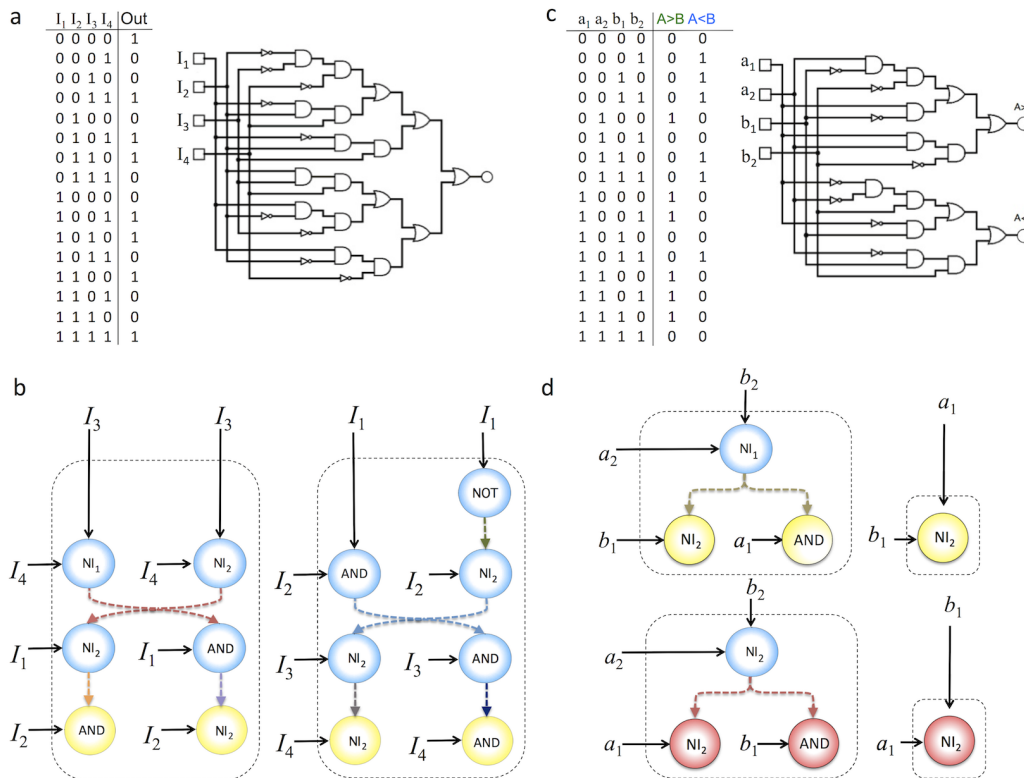 a
I₁ I₂ I₃ I₄ Out
0 0 0 0 1
0 0 0 1 0
0 0 1 0 0
0 0 1 1 1
0 1 0 0 0
0 1 0 1 1
0 1 1 0 1
0 1 1 1 0
1 0 0 0 0
1 0 0 1 1
1 0 1 0 1
1 0 1 1 0
1 1 0 0 1
1 1 0 1 0
1 1 1 0 0
1 1 1 1 1
I₁
I₂
I₃
I₄
c
a₁ a₂ b₁ b₂ A>B A<B
0 0 0 0 0 0
0 0 0 1 0 1
0 0 1 0 0 1
0 0 1 1 0 1
0 1 0 0 1 0
0 1 0 1 0 0
0 1 1 0 0 1
0 1 1 1 0 1
1 0 0 0 1 0
1 0 0 1 1 0
1 0 1 0 0 0
1 0 1 1 0 1
1 1 0 0 1 0
1 1 0 1 1 0
1 1 1 0 1 0
1 1 1 1 0 0
a₁
a₂
b₁
b₂
A>
A<
b
I₃ I₃
I₄ NI₁ I₄ NI₂
I₁ NI₂ I₁ AND
I₂ AND I₂ NI₂
I₁ I₁
NOT
I₂ AND I₂ NI₂
I₃ NI₂ I₃ AND
I₄ NI₂ I₄ AND
d
b₂
a₂ NI₁
b₁ NI₂ a₁ AND
a₁
b₁ NI₂
b₂
a₂ NI₂
a₁ NI₂ b₁ AND
b₁
a₁ NI₂